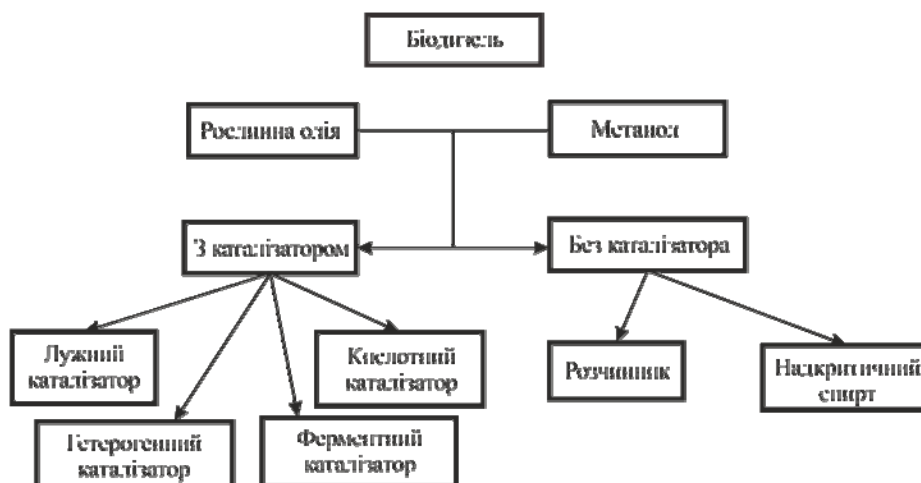 Біодизель
Рослинна олія
Метанол
З каталізатором
Без каталізатора
Лужний
каталізатор
Кислотний
каталізатор
Розчинник
Надкритичний
спирт
Гетерогенний
каталізатор
Ферментний
каталізатор